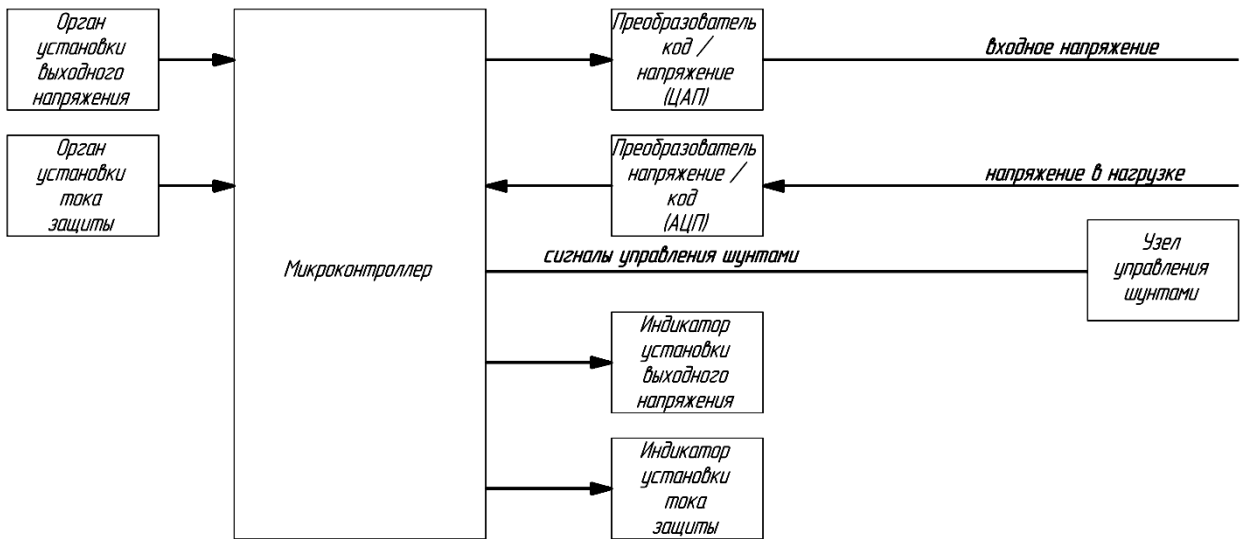 Орган
установки
выходного
напряжения
Преобразователь
код /
напряжение
(ЦАП)
входное напряжение
Орган
установки
тока
защиты
Преобразователь
напряжение /
код
(АЦП)
напряжение в нагрузке
Микроконтроллер
сигналы управления шунтами
Узел
управления
шунтами
Индикатор
установки
выходного
напряжения
Индикатор
установки
тока
защиты